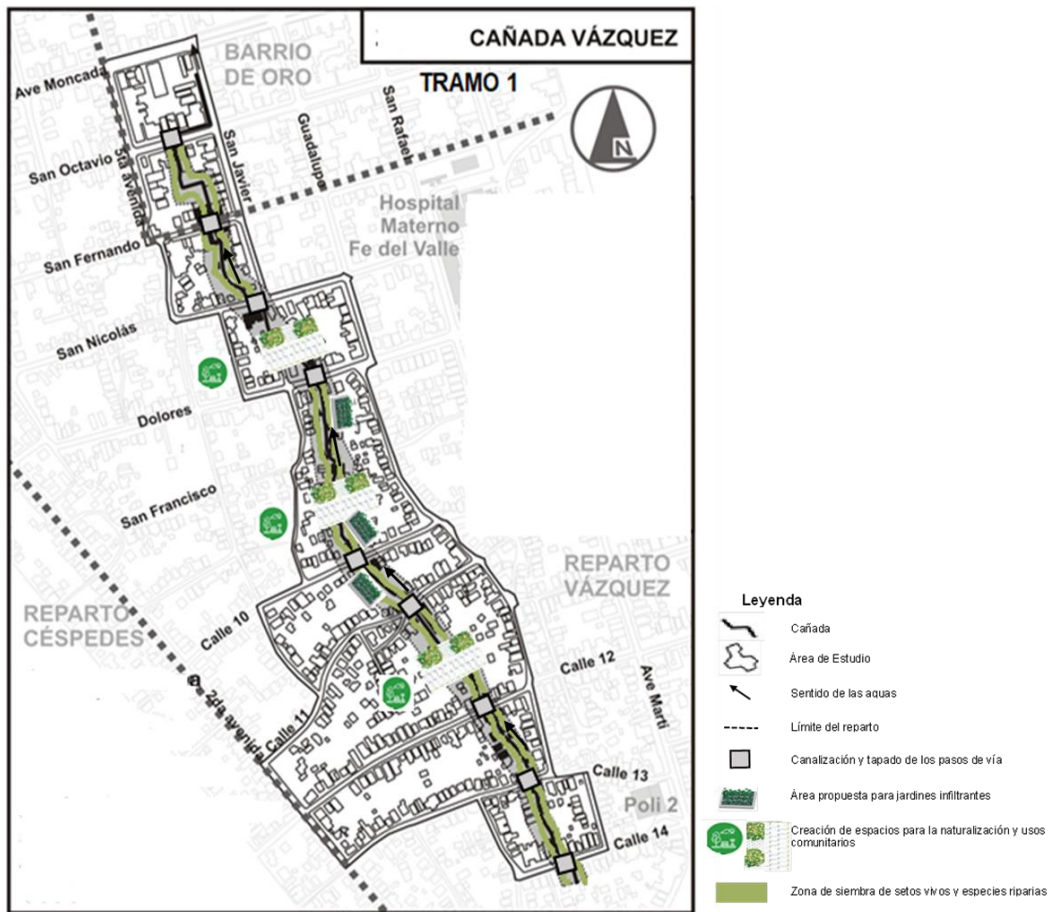 CAÑADA VÁZQUEZ
TRAMO 1
BARRIO
DE ORO
Ave Moncada
San Octavio
5ta avenida
San Javier
Guadalupe
San Rafael
N
Hospital
Materno
Fe del Valle
San Fernando
San Nicolás
Dolores
San Francisco
REPARTO
VÁZQUEZ
REPARTO
CÉSPEDES
Calle 10
Calle 11
a
2da avenida
Calle 12
Ave Martí
Calle 13
Poli 2
Calle 14
Leyenda
Cañada
Área de Estudio
Sentido de las aguas
Límite del reparto
Canalización y tapado de los pasos de vía
Área propuesta para jardines infiltrantes
Creación de espacios para la naturalización y usos
comunitarios
Zona de siembra de setos vivos y especies riparias